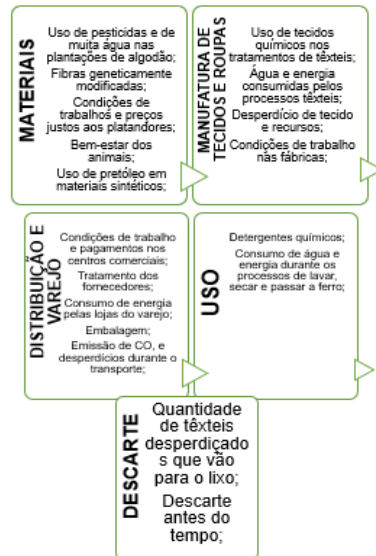 MATERIAIS
Uso de pesticidas e de
muita água nas
plantações de algodão;
Fibras geneticamente
modificadas;
Condições de
trabalhos e preços
justos aos platandores;
Bem-estar dos
animais;
Uso de pretóleo em
materiais sintéticos;
MANUFATURA DE
TECIDOS E ROUPAS
Uso de tecidos
químicos nos
tratamentos de têxteis;
Água e energia
consumidas pelos
processos têxteis;
Desperdício de tecido
e recursos;
Condições de trabalho
nas fábricas;
DISTRIBUIÇÃO E
VAREJO
Condições de trabalho
e pagamentos nos
centros comerciais;
Tratamento dos
fornecedores;
Consumo de energia
pelas lojas do varejo;
Embalagem;
Emissão de CO, e
desperdícios durante o
transporte;
USO
Detergentes químicos;
Consumo de água e
energia durante os
processos de lavar,
secar e passar a ferro;
DESCARTE
Quantidade
de têxteis
desperdiçado
s que vão
para o lixo;
Descarte
antes do
tempo;